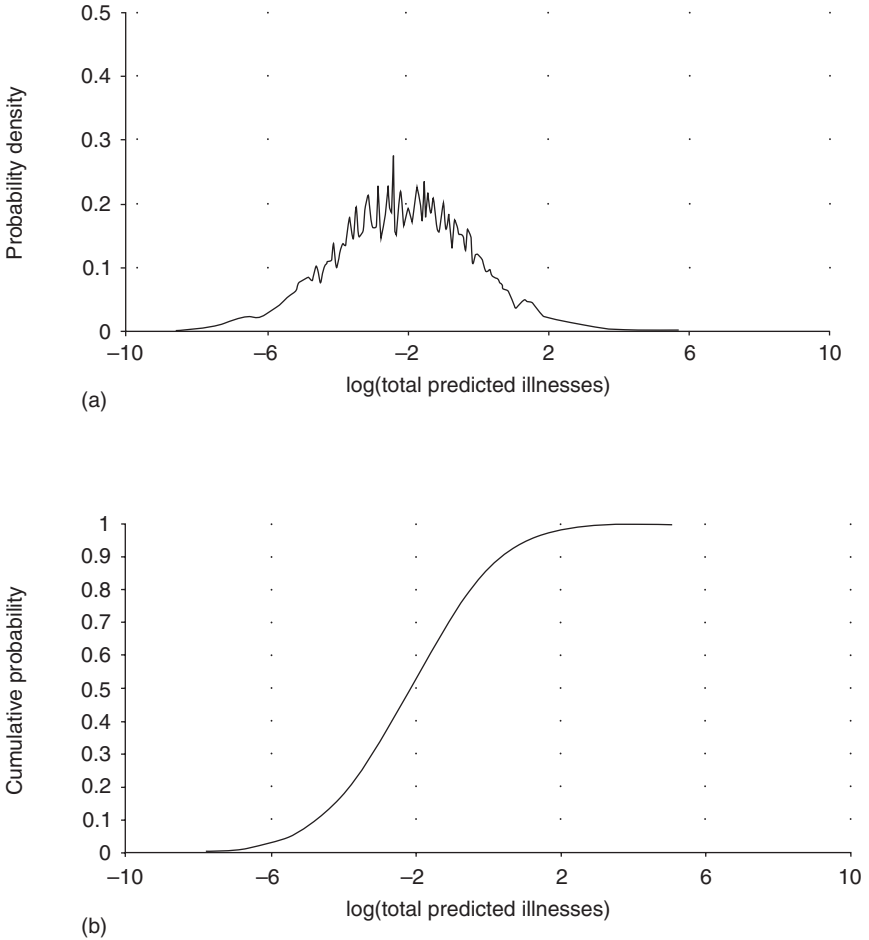 Probability density
0.5
0.4
0.3
0.2
0.1
0
–10 –6 –2 2 6 10
log(total predicted illnesses)
(a)
Cumulative probability
1
0.9
0.8
0.7
0.6
0.5
0.4
0.3
0.2
0.1
0
–10 –6 –2 2 6 10
log(total predicted illnesses)
(b)